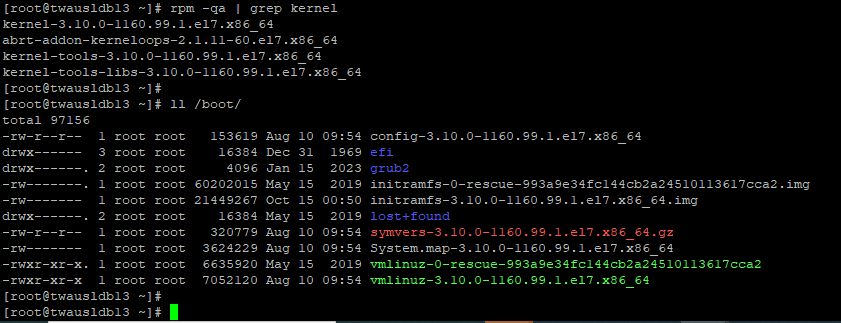 [root@twausldb13 ~]# rpm -qa | grep kernel
kernel-3.10.0-1160.99.1.el7.x86_64
abrt-addon-kerneloops-2.1.11-60.el7.x86_64
kernel-tools-3.10.0-1160.99.1.el7.x86_64
kernel-tools-libs-3.10.0-1160.99.1.el7.x86_64
[root@twausldb13 ~]#
[root@twausldb13 ~]# ll /boot/
total 97156
-rw-r--r--  1 root root   153619 Aug 10 09:54 config-3.10.0-1160.99.1.el7.x86_64
drwx------  3 root root    16384 Dec 31  1969 efi
drwx------. 2 root root     4096 Jan 15  2023 grub2
-rw-------. 1 root root 60202015 May 15  2019 initramfs-0-rescue-993a9e34fc144cb2a24510113617cca2.img
-rw-------  1 root root 21449267 Oct 15 00:50 initramfs-3.10.0-1160.99.1.el7.x86_64.img
drwx------. 2 root root    16384 May 15  2019 lost+found
-rw-r--r--  1 root root   320779 Aug 10 09:54 symvers-3.10.0-1160.99.1.el7.x86_64.gz
-rw-------  1 root root  3624229 Aug 10 09:54 System.map-3.10.0-1160.99.1.el7.x86_64
-rwxr-xr-x. 1 root root  6635920 May 15  2019 vmlinuz-0-rescue-993a9e34fc144cb2a24510113617cca2
-rwxr-xr-x  1 root root  7052120 Aug 10 09:54 vmlinuz-3.10.0-1160.99.1.el7.x86_64
[root@twausldb13 ~]#
[root@twausldb13 ~]#